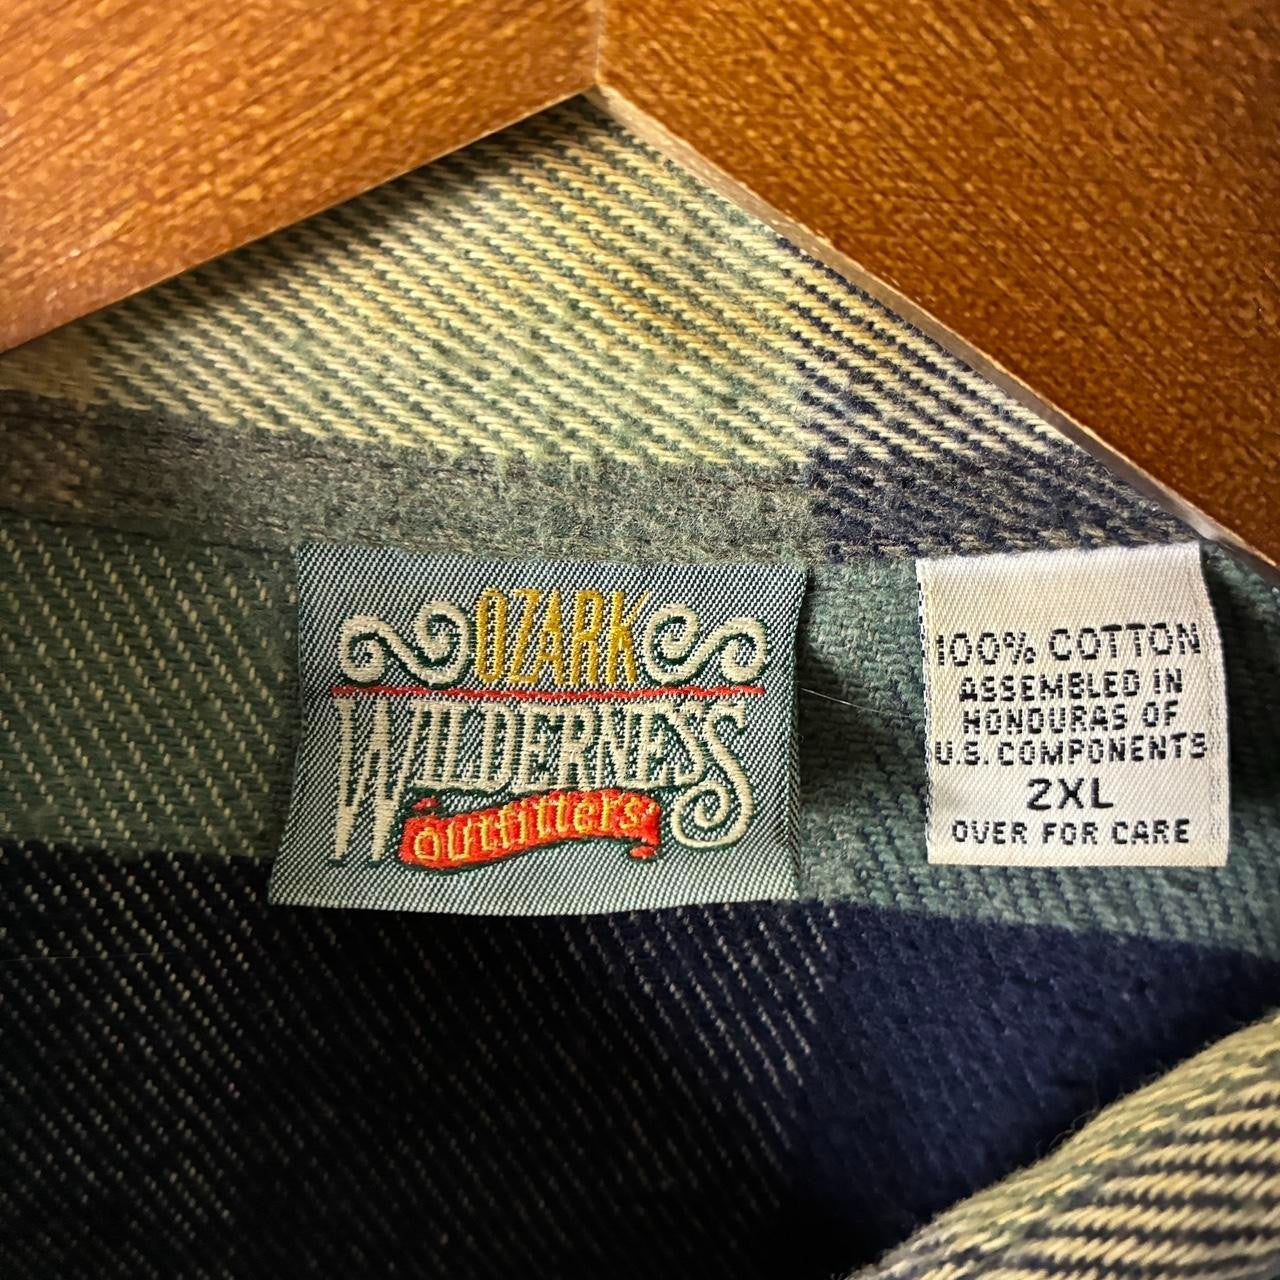 OZARK
WILDERNESS
Outfitters
100% COTTON
ASSEMBLED IN
HONDURAS OF
U.S. COMPONENTS
2XL
OVER FOR CARE